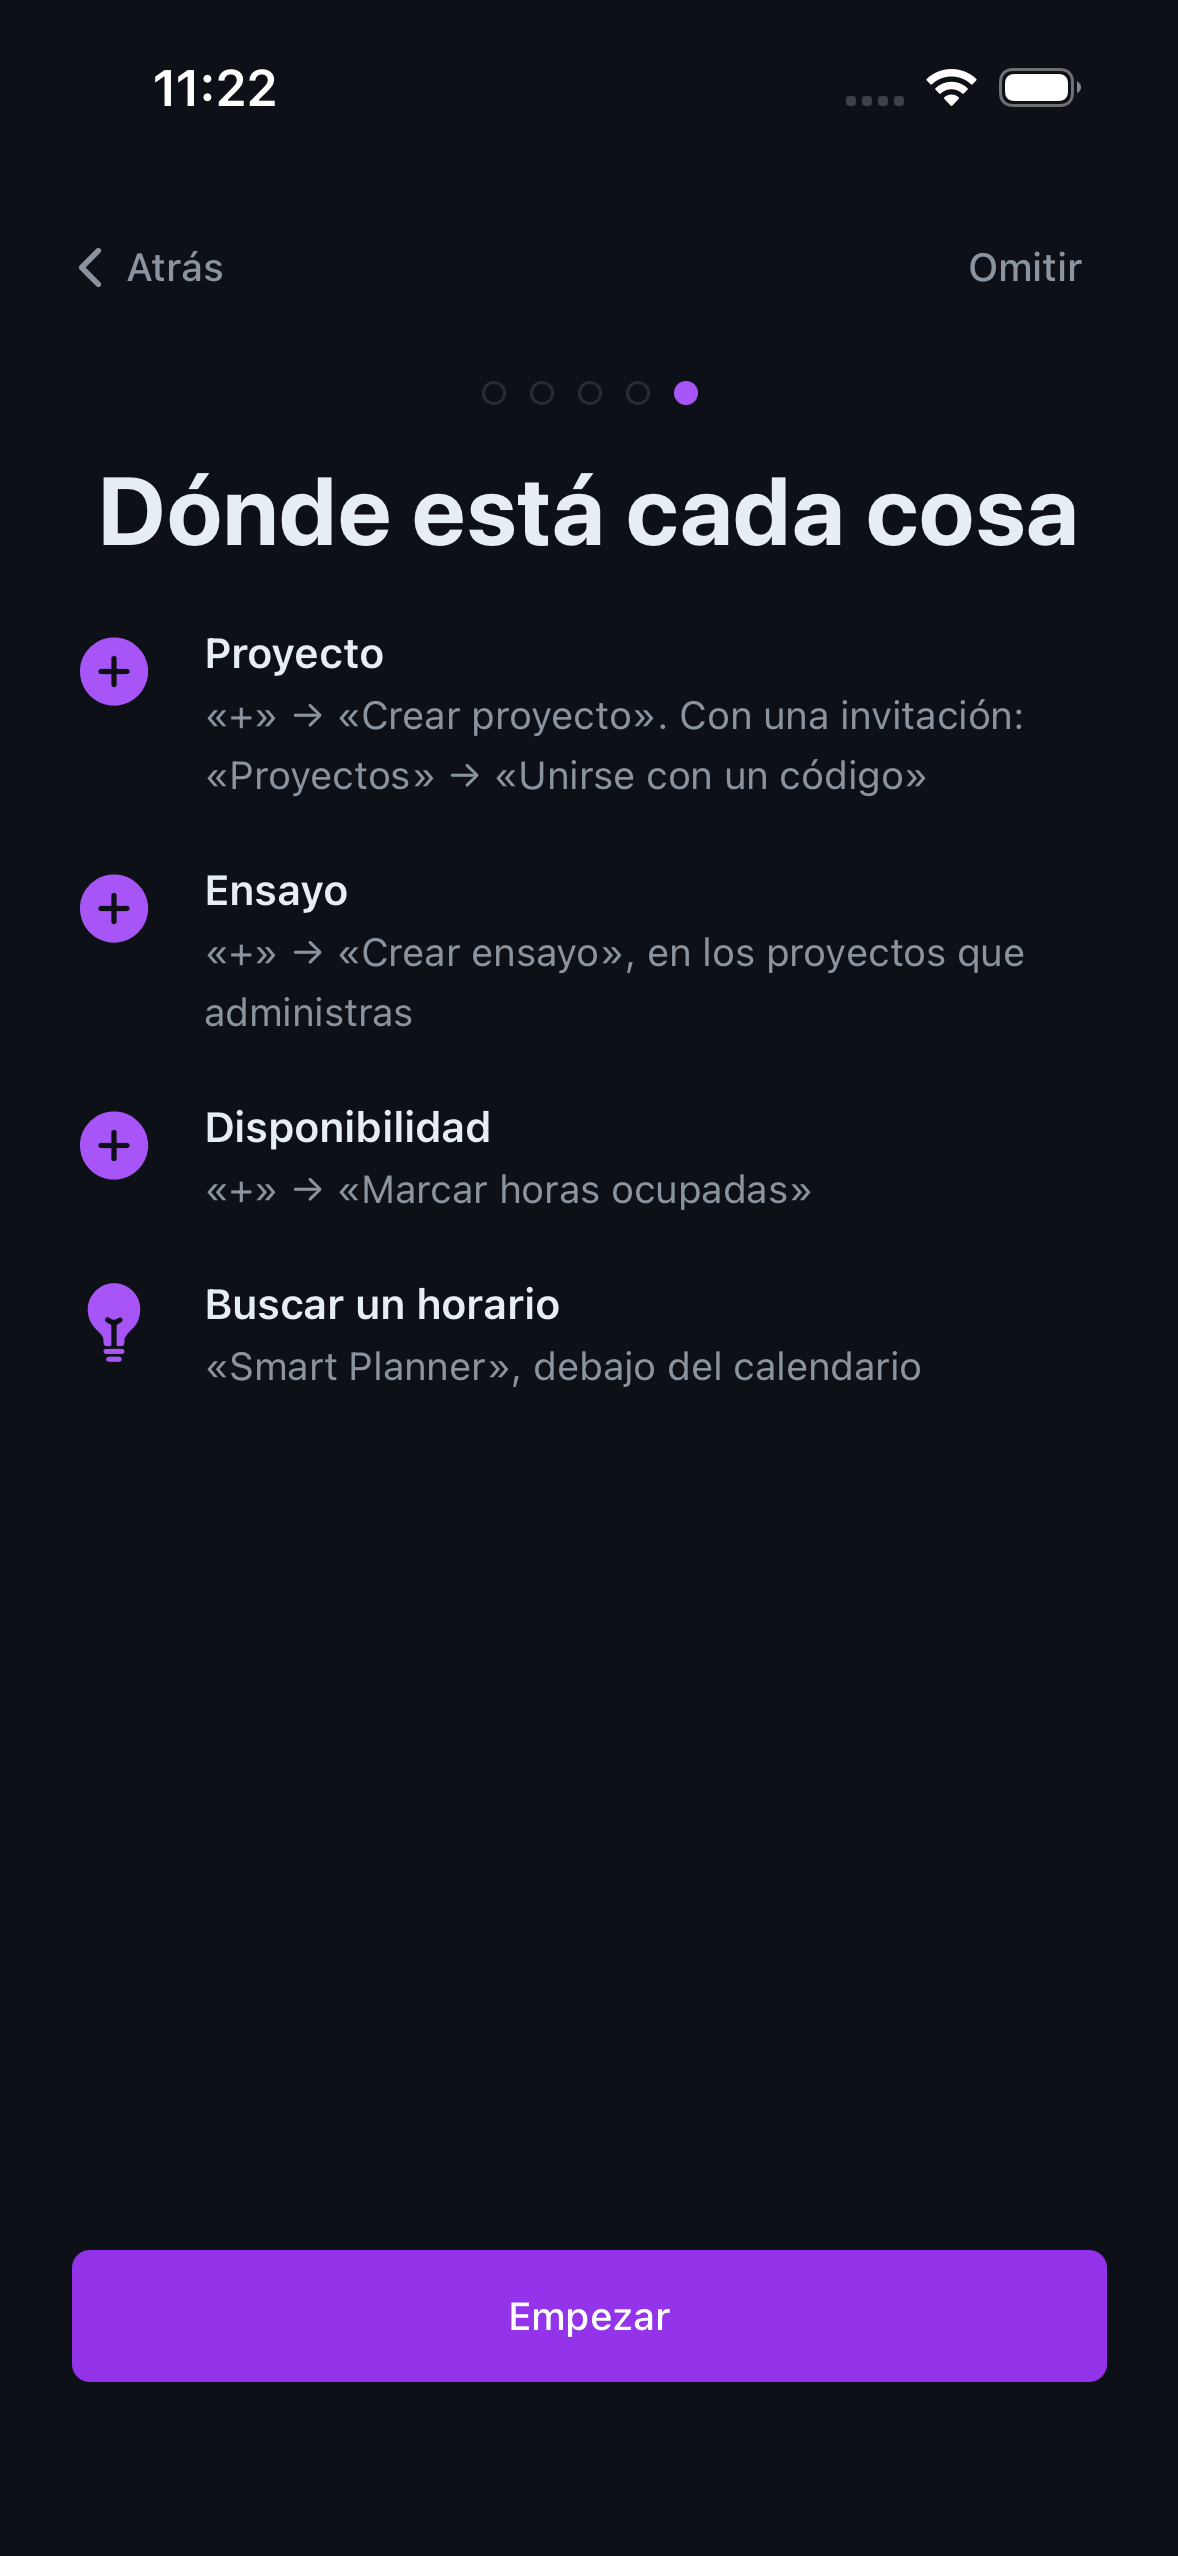 11:22
Atrás
Omitir
Dónde está cada cosa
Proyecto
«+» → «Crear proyecto». Con una invitación:
«Proyectos» → «Unirse con un código»
Ensayo
«+» → «Crear ensayo», en los proyectos que
administras
Disponibilidad
«+» → «Marcar horas ocupadas»
Buscar un horario
«Smart Planner», debajo del calendario
Empezar